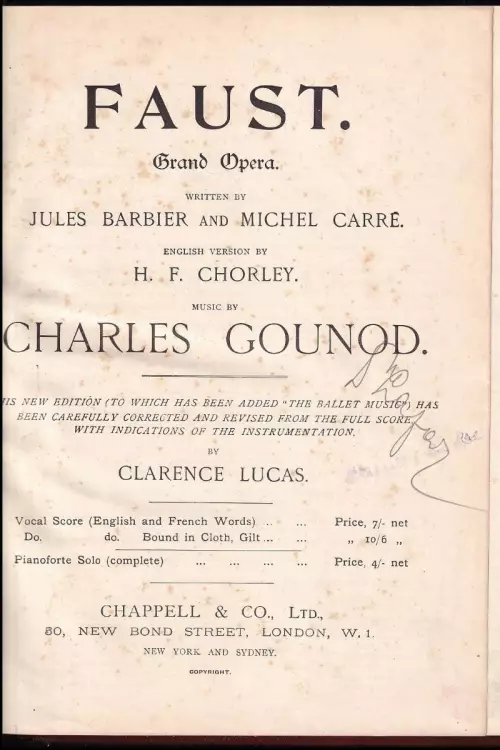 FAUST.
Grand Opera.
WRITTEN BY
JULES BARBIER AND MICHEL CARRÉ.
ENGLISH VERSION BY
H. F. CHORLEY.
MUSIC BY
CHARLES GOUNOD.
HIS NEW EDITION (TO WHICH HAS BEEN ADDED "THE BALLET MUSIC") HAS
BEEN CAREFULLY CORRECTED AND REVISED FROM THE FULL SCORE,
WITH INDICATIONS OF THE INSTRUMENTATION,
BY
CLARENCE LUCAS.
Vocal Score (English and French Words) .. ... Price, 7/- net
Do. do. Bound in Cloth, Gilt ... ... „ 10/6 „
Pianoforte Solo (complete) ... ... ... ... Price, 4/- net
CHAPPELL & CO., LTD.,
50, NEW BOND STREET, LONDON, W. 1.
NEW YORK AND SYDNEY.
COPYRIGHT.